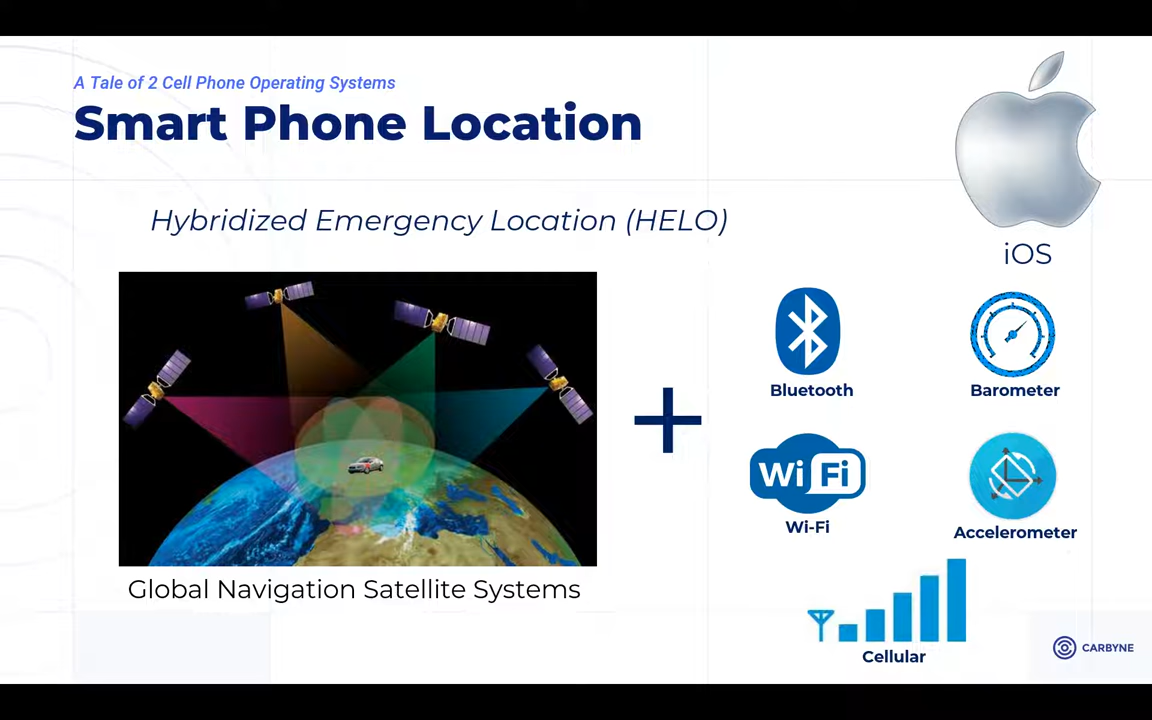 A Tale of 2 Cell Phone Operating Systems
Smart Phone Location
Hybridized Emergency Location (HELO)
iOS
Bluetooth
Barometer
Wi Fi
Wi-Fi
Accelerometer
Global Navigation Satellite Systems
Cellular
CARBYNE